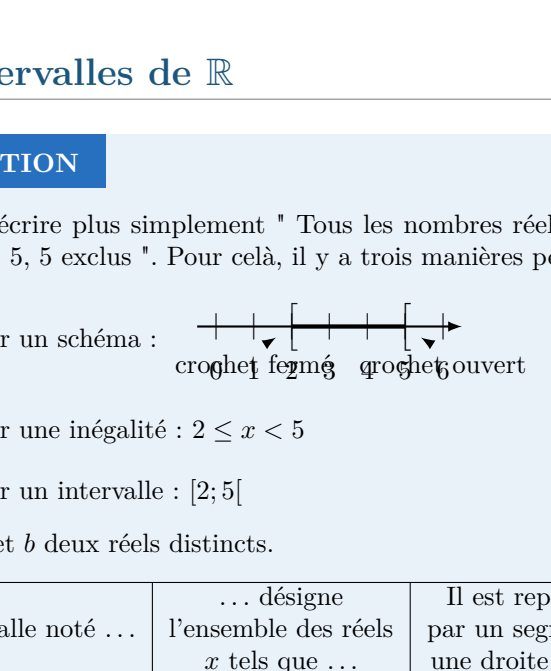 ervalles de ℝ
TION
écrire plus simplement " Tous les nombres réel
5, 5 exclus ". Pour celà, il y a trois manières p
r un schéma :
crochet fermé crochet ouvert
0 1 2 3 4 5 6
r une inégalité : 2 ≤ x < 5
r un intervalle : [2; 5[
et b deux réels distincts.
alle noté ...
... désigne
l'ensemble des réels
x tels que ...
Il est rep
par un seg
une droite